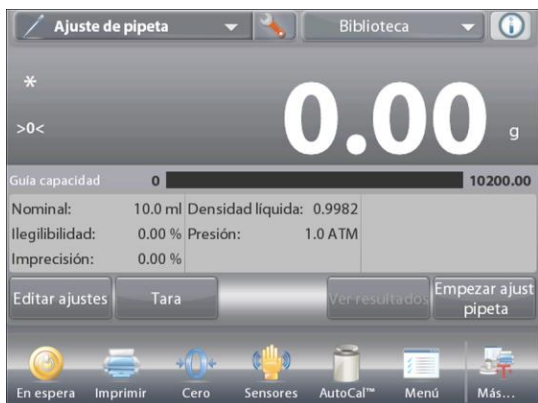 Ajuste de pipeta
Biblioteca
*
>0<
0.00 g
Guía capacidad 0 10200.00
Nominal: 10.0 ml Densidad líquida: 0.9982
Ilegibilidad: 0.00 % Presión: 1.0 ATM
Imprecisión: 0.00 %
Editar ajustes Tara Ver resultados Empezar ajust
pipeta
En espera Imprimir Cero Sensores AutoCal™ Menú Más...